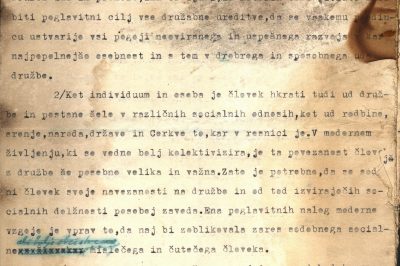 biti poglavitni cilj vse družabne ureditve, da se vsakemu
cu ustvarijo vsi pogoji neoviranega in uspešnega razvoja v
najpopolnejše osebnost in s tem v dobrega in sposobnega
družbe.
2/Kot individuum in oseba je človek hkrati tudi ud druž-
be in postane šele v različnih socialnih odnosih, kot ud rodbine,
srenje, naroda, države in Cerkve to, kar v resnici je. V modernem
življenju, ki se vedno bolj kolektivizira, je ta povezanost člove
z družbo še posebno velika in važna. Zato je potrebno, da se sed
ni človek svoje navezanosti na družbo in od tod izvirajočih so-
cialnih dolžnosti posebej zaveda. Ena poglavitnih nalog moderne
vzgoje je vprav to, da naj bi zoblikovala zares sodobnega social-
mislečega in čutečega človeka.